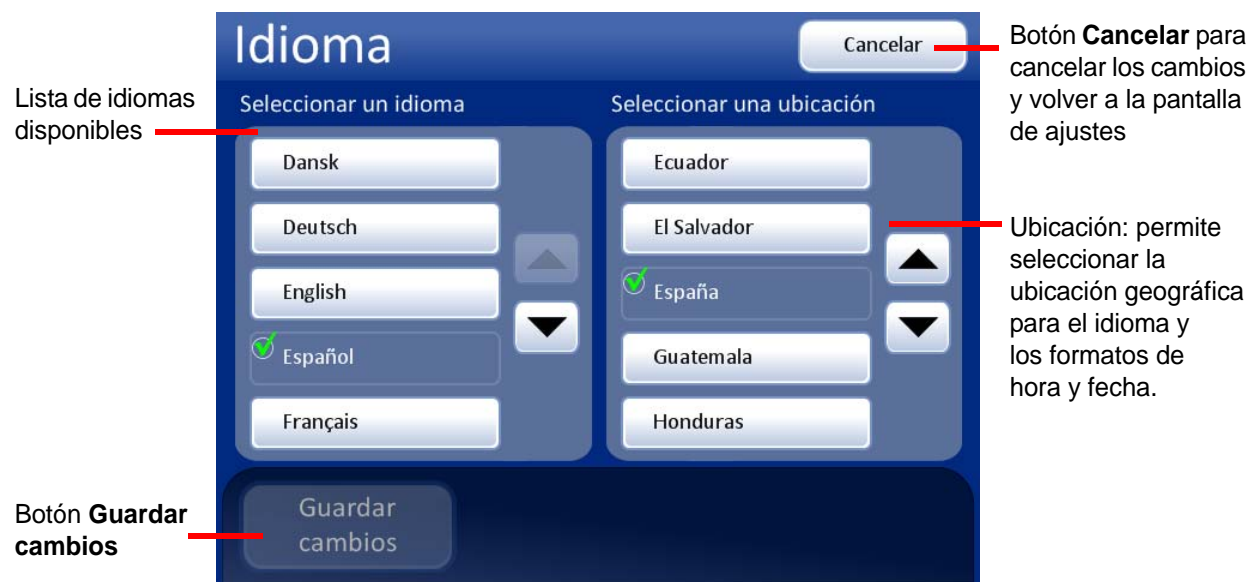 Idioma
Cancelar
Botón Cancelar para
cancelar los cambios
y volver a la pantalla
de ajustes
Lista de idiomas
disponibles
Seleccionar un idioma
Dansk
Deutsch
English
Español
Français
Seleccionar una ubicación
Ecuador
El Salvador
España
Guatemala
Honduras
Ubicación: permite
seleccionar la
ubicación geográfica
para el idioma y
los formatos de
hora y fecha.
Botón Guardar
cambios
Guardar
cambios